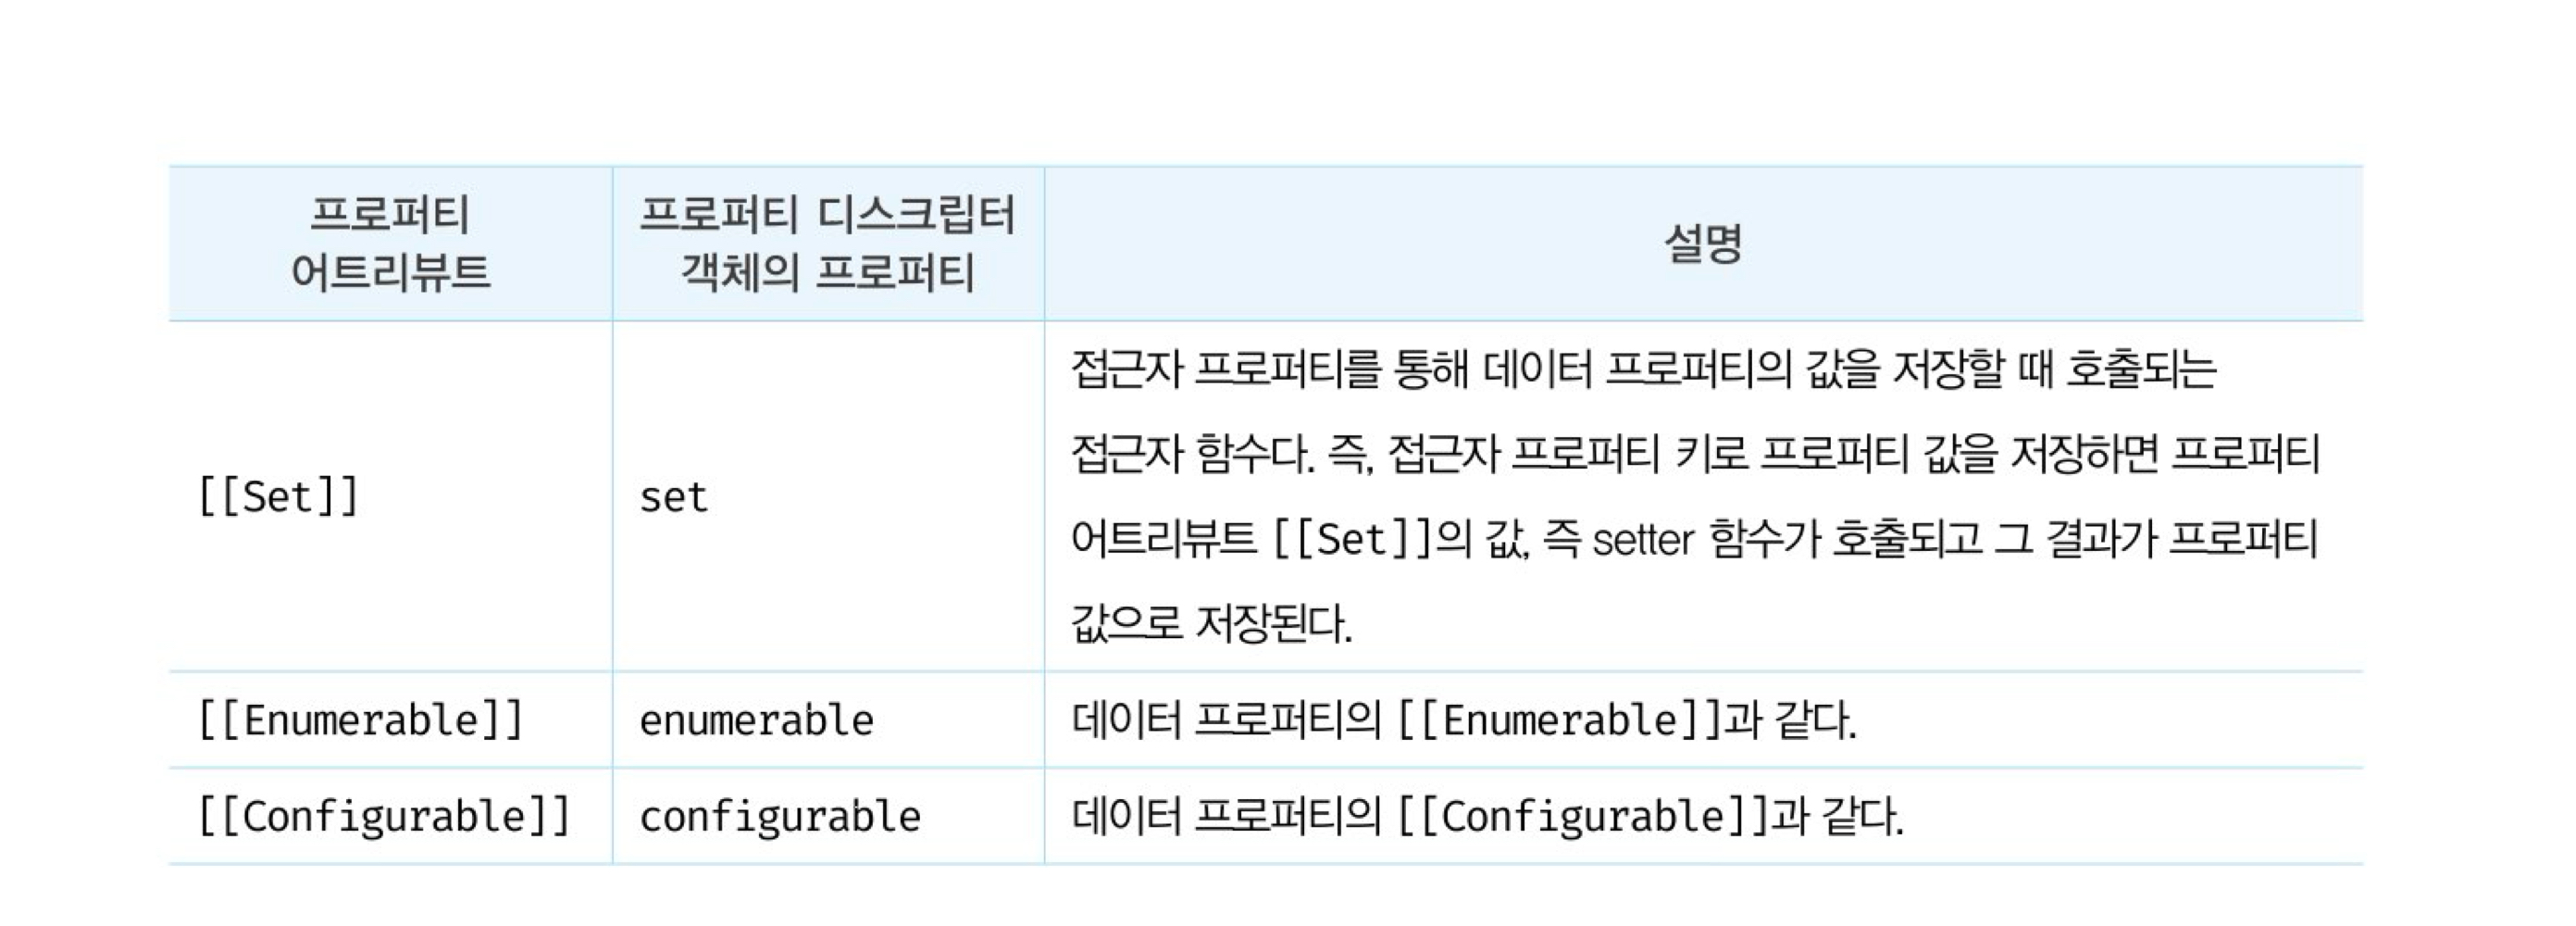 프로퍼티
어트리뷰트
프로퍼티 디스크립터
객체의 프로퍼티
설명
[[Set]]
set
접근자 프로퍼티를 통해 데이터 프로퍼티의 값을 저장할 때 호출되는
접근자 함수다. 즉, 접근자 프로퍼티 키로 프로퍼티 값을 저장하면 프로퍼티
어트리뷰트 [[Set]]의 값, 즉 setter 함수가 호출되고 그 결과가 프로퍼티
값으로 저장된다.
[[Enumerable]]
enumerable
데이터 프로퍼티의 [[Enumerable]]과 같다.
[[Configurable]]
configurable
데이터 프로퍼티의 [[Configurable]]과 같다.